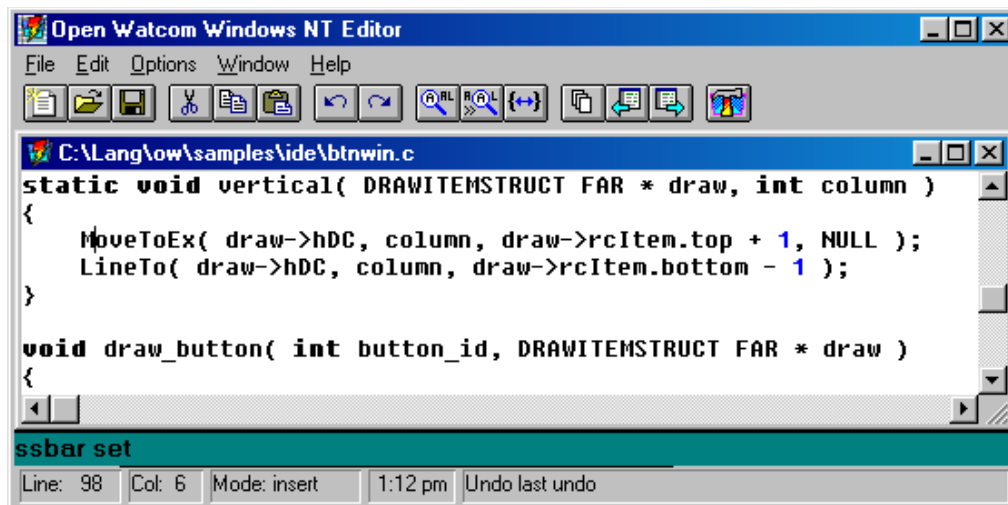 Open Watcom Windows NT Editor
File Edit Options Window Help
C:\Lang\ow\samples\ide\btnwin.c
static void vertical( DRAWITEMSTRUCT FAR * draw, int column )
{
    MoveToEx( draw->hDC, column, draw->rcItem.top + 1, NULL );
    LineTo( draw->hDC, column, draw->rcItem.bottom - 1 );
}
void draw_button( int button_id, DRAWITEMSTRUCT FAR * draw )
{
ssbar set
Line: 98 Col: 6 Mode: insert 1:12 pm Undo last undo